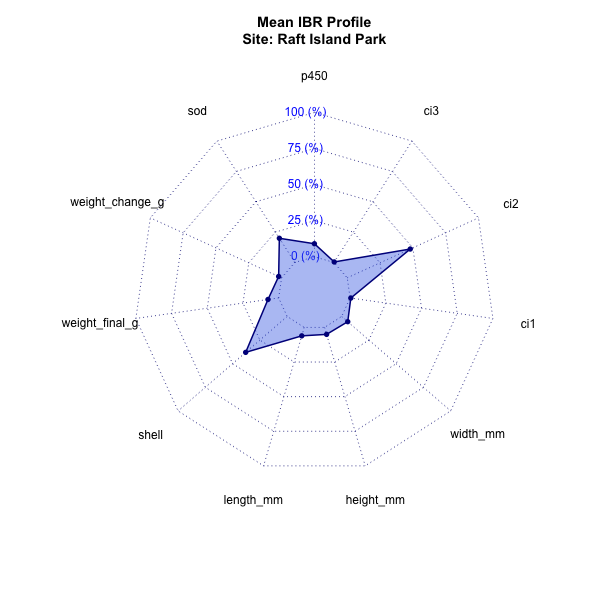 Mean IBR Profile
Site: Raft Island Park
p450
sod
100 (%)
ci3
75 (%)
weight_change_g
50 (%)
ci2
25 (%)
0 (%)
weight_final_g
ci1
shell
width_mm
length_mm
height_mm